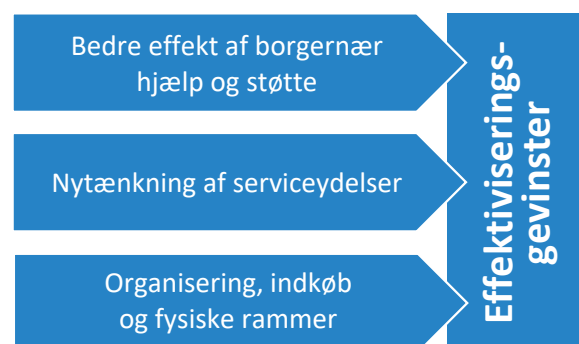 Bedre effekt af borgernær
hjælp og støtte
Nytænkning af serviceydelser
Organisering, indkøb
og fysiske rammer
Effektiviserings-
gevinster